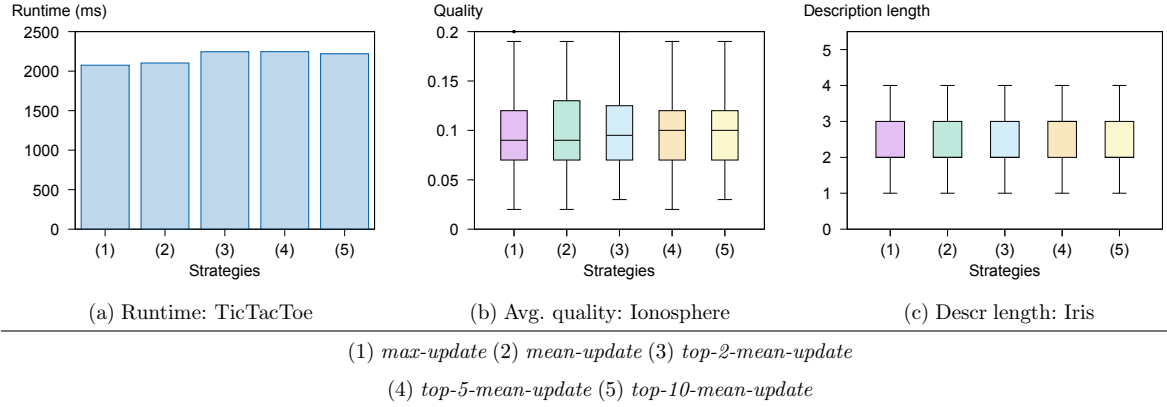 Runtime (ms)
2500
2000
1500
1000
500
0
(1) (2) (3) (4) (5)
Strategies
(a) Runtime: TicTacToe
Quality
0.2
0.15
0.1
0.05
0
(1) (2) (3) (4) (5)
Strategies
(b) Avg. quality: Ionosphere
Description length
5
4
3
2
1
0
(1) (2) (3) (4) (5)
Strategies
(c) Descr length: Iris
(1) max-update (2) mean-update (3) top-2-mean-update
(4) top-5-mean-update (5) top-10-mean-update